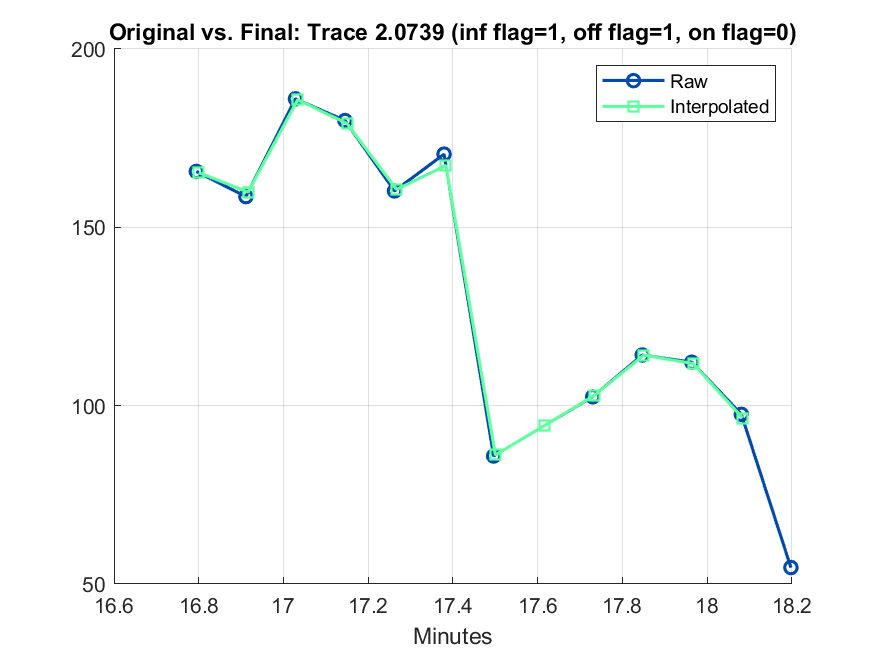 Original vs. Final: Trace 2.0739 (inf flag=1, off flag=1, on flag=0)
200
150
100
50
Raw
Interpolated
16.6 16.8 17 17.2 17.4 17.6 17.8 18 18.2
Minutes